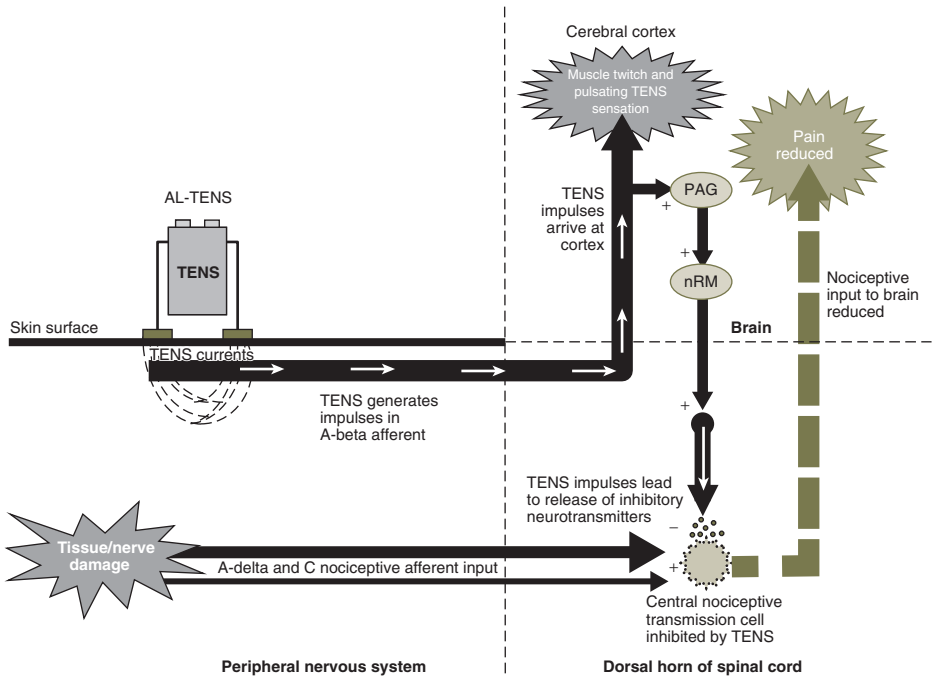 Cerebral cortex
Muscle twitch and
pulsating TENS
sensation
Pain
reduced
AL-TENS
TENS
TENS
impulses
arrive at
cortex
PAG
+
+
nRM
Nociceptive
input to brain
reduced
Skin surface
Brain
TENS currents
TENS generates
impulses in
A-beta afferent
+
TENS impulses lead
to release of inhibitory
neurotransmitters
−
Tissue/nerve
damage
A-delta and C nociceptive afferent input
+
Central nociceptive
transmission cell
inhibited by TENS
Peripheral nervous system
Dorsal horn of spinal cord